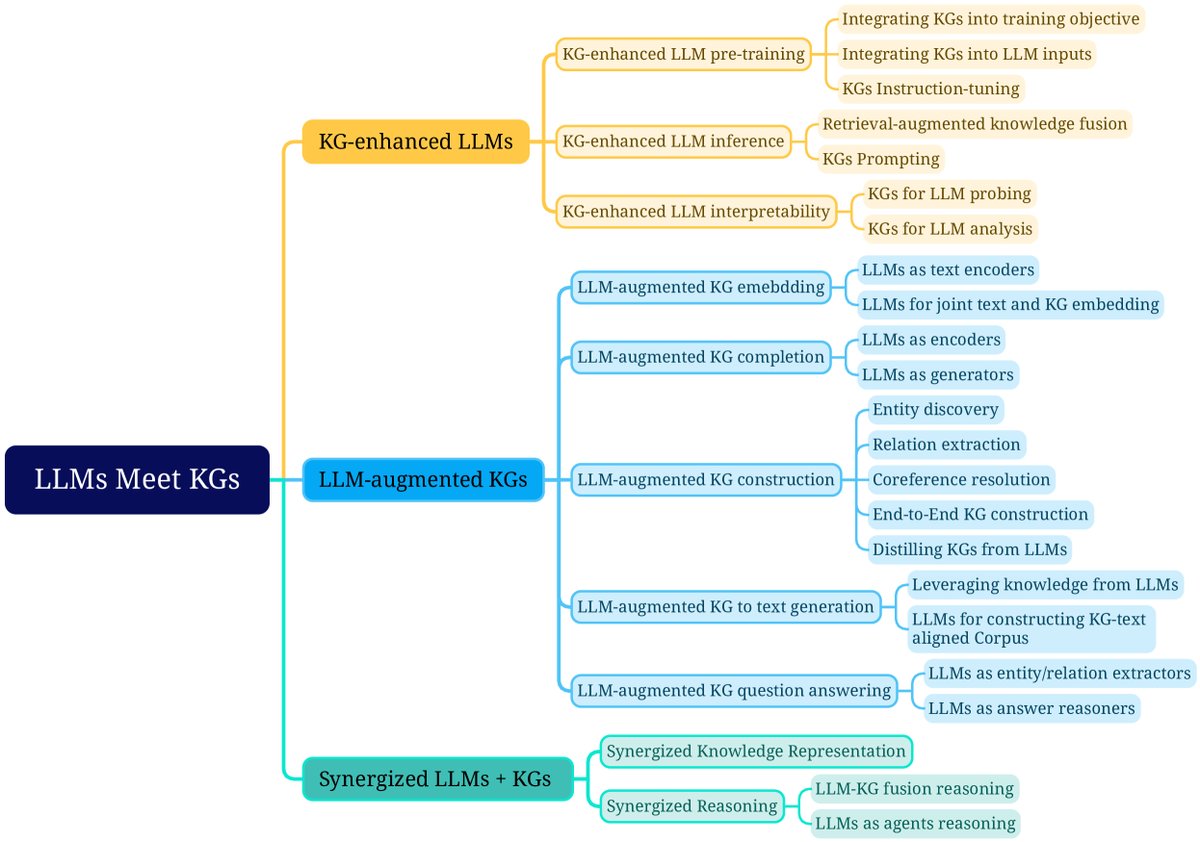 LLMs Meet KGs
KG-enhanced LLMs
KG-enhanced LLM pre-training
Integrating KGs into training objective
Integrating KGs into LLM inputs
KGs Instruction-tuning
KG-enhanced LLM inference
Retrieval-augmented knowledge fusion
KGs Prompting
KG-enhanced LLM interpretability
KGs for LLM probing
KGs for LLM analysis
LLM-augmented KGs
LLM-augmented KG emebdding
LLMs as text encoders
LLMs for joint text and KG embedding
LLM-augmented KG completion
LLMs as encoders
LLMs as generators
LLM-augmented KG construction
Entity discovery
Relation extraction
Coreference resolution
End-to-End KG construction
Distilling KGs from LLMs
LLM-augmented KG to text generation
Leveraging knowledge from LLMs
LLMs for constructing KG-text
aligned Corpus
LLM-augmented KG question answering
LLMs as entity/relation extractors
LLMs as answer reasoners
Synergized LLMs + KGs
Synergized Knowledge Representation
Synergized Reasoning
LLM-KG fusion reasoning
LLMs as agents reasoning